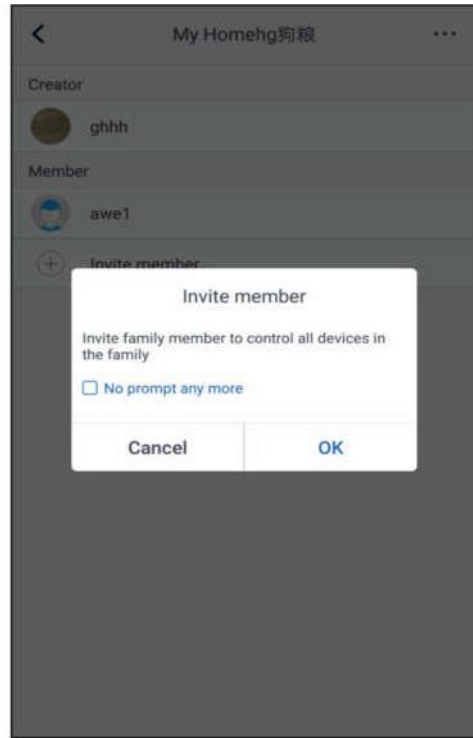 My Homehg狗粮
Creator
ghhh
Member
awe1
Invite member
Invite member
Invite family member to control all devices in
the family
No prompt any more
Cancel
OK